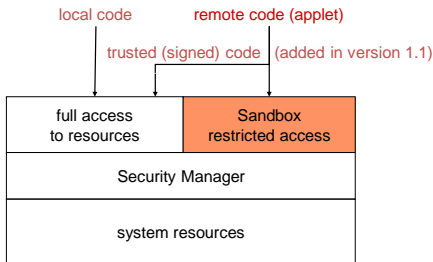 local code
remote code (applet)
trusted (signed) code
(added in version 1.1)
full access
to resources
Sandbox
restricted access
Security Manager
system resources